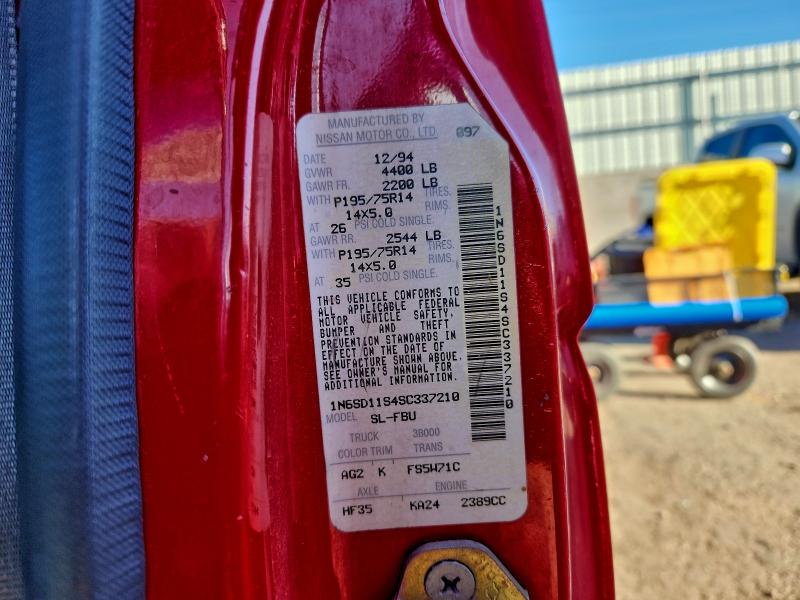 MANUFACTURED BY
NISSAN MOTOR CO., LTD. 097
DATE 12/94
GVWR 4400 LB
GAWR FR. 2200 LB
WITH P195/75R14 TIRES.
14X5.0 RIMS.
AT 26 PSI COLD SINGLE.
GAWR RR. 2544 LB
WITH P195/75R14 TIRES.
14X5.0 RIMS.
AT 35 PSI COLD SINGLE.
THIS VEHICLE CONFORMS TO
ALL APPLICABLE FEDERAL
MOTOR VEHICLE SAFETY,
BUMPER AND THEFT
PREVENTION STANDARDS IN
EFFECT ON THE DATE OF
MANUFACTURE SHOWN ABOVE.
SEE OWNER'S MANUAL FOR
ADDITIONAL INFORMATION.
1N6SD11S4SC337210
1N6SD11S4SC337210
MODEL SL-FBU
TRUCK 3B000
COLOR TRIM TRANS
AG2 K FS5W71C
AXLE ENGINE
HF35 KA24 2389CC